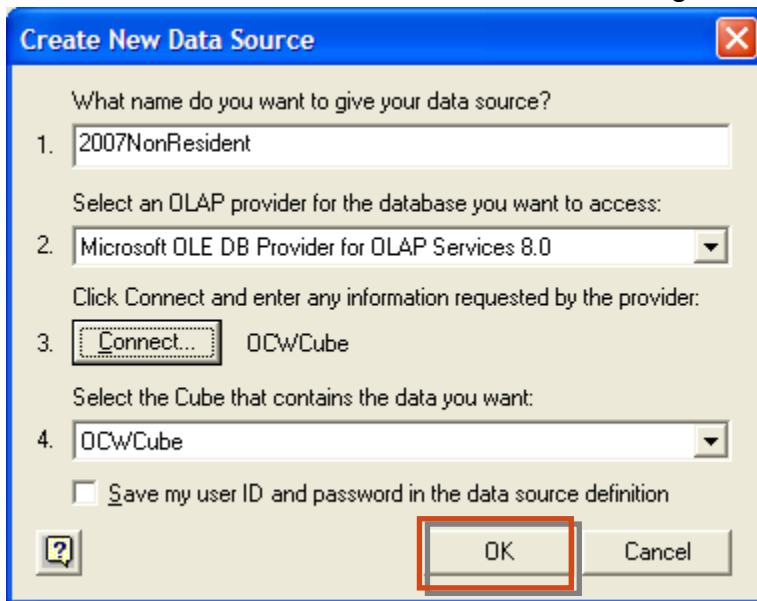 Create New Data Source
What name do you want to give your data source?
1. 2007NonResident
Select an OLAP provider for the database you want to access:
2. Microsoft OLE DB Provider for OLAP Services 8.0
Click Connect and enter any information requested by the provider:
3. Connect... OCWCube
Select the Cube that contains the data you want:
4. OCWCube
Save my user ID and password in the data source definition
OK Cancel